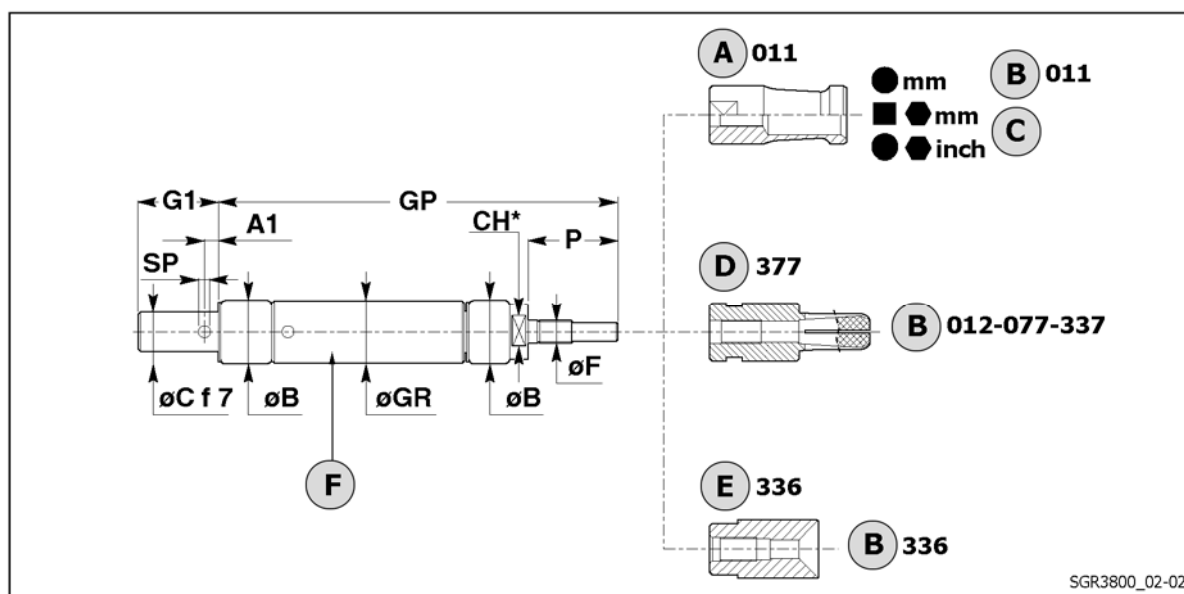 A 011
mm
mm
inch
B 011
C
G1
GP
A1
CH*
P
SP
øC f 7
øB
øGR
øB
øF
F
D 377
B 012-077-337
E 336
B 336
SGR3800_02-02